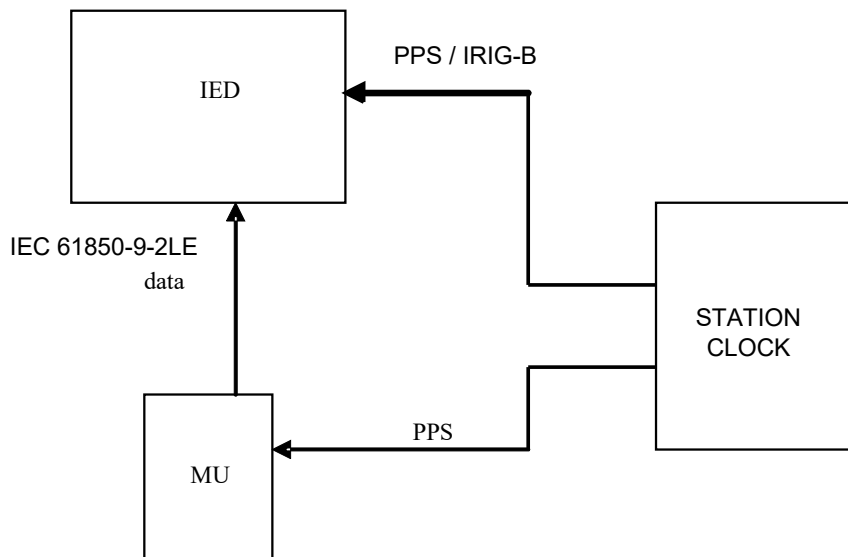 PPS / IRIG-B
IED
IEC 61850-9-2LE
data
STATION
CLOCK
PPS
MU